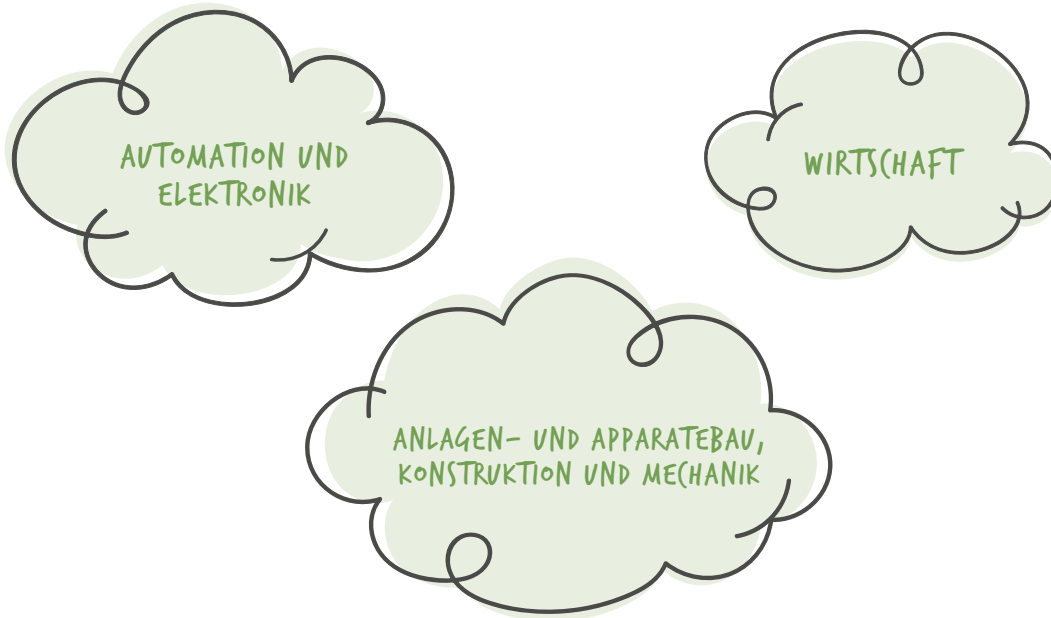 AUTOMATION UND
ELEKTRONIK
WIRTSCHAFT
ANLAGEN- UND APPARATEBAU,
KONSTRUKTION UND MECHANIK